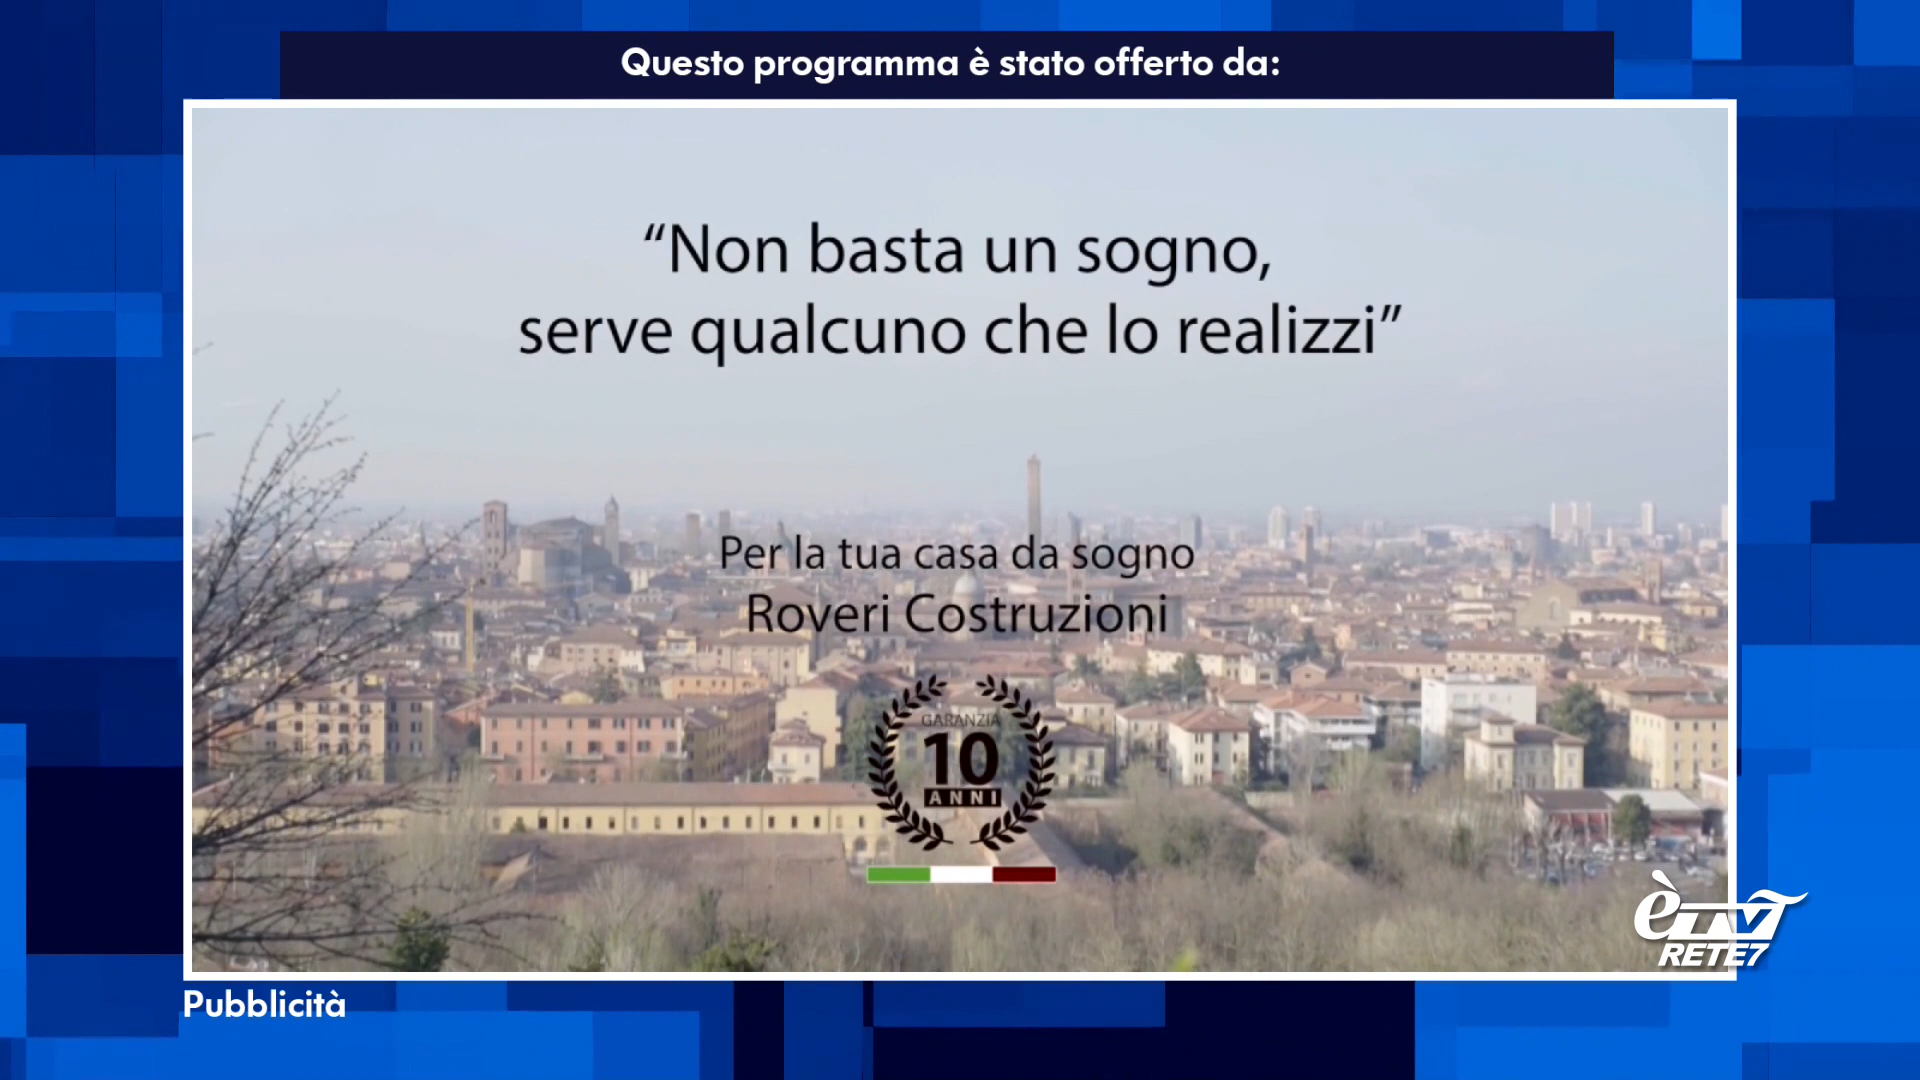 Questo programma è stato offerto da:
“Non basta un sogno,
serve qualcuno che lo realizzi”
Per la tua casa da sogno
Roveri Costruzioni
GARANZIA
10
ANNI
èTV
RETE7
Pubblicità